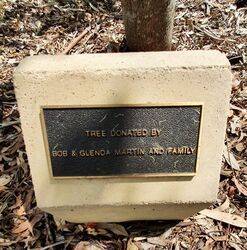 TREE DONATED BY
BOB & GLENDA MARTIN AND FAMILY